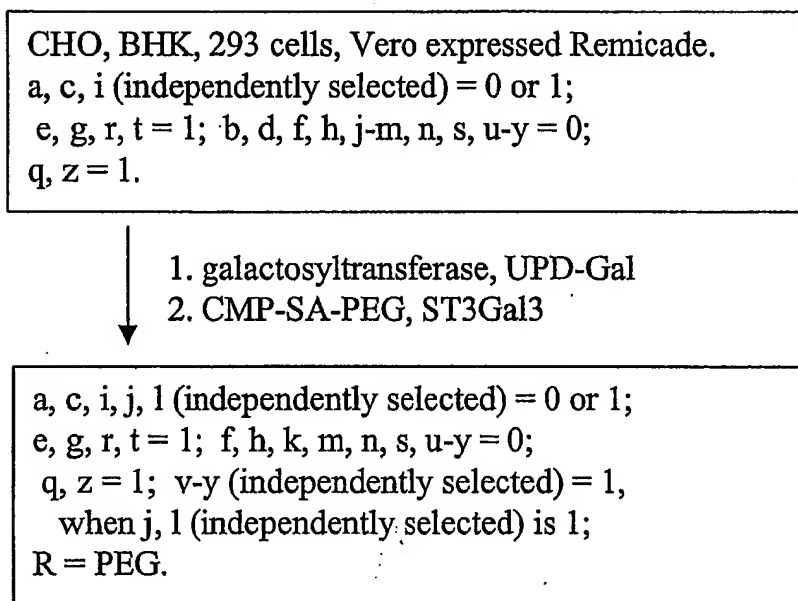 CHO, BHK, 293 cells, Vero expressed Remicade.
a, c, i (independently selected) = 0 or 1;
e, g, r, t = 1; b, d, f, h, j-m, n, s, u-y = 0;
q, z = 1.
1. galactosyltransferase, UPD-Gal
2. CMP-SA-PEG, ST3Gal3
a, c, i, j, l (independently selected) = 0 or 1;
e, g, r, t = 1; f, h, k, m, n, s, u-y = 0;
q, z = 1; v-y (independently selected) = 1,
when j, l (independently selected) is 1;
R = PEG.